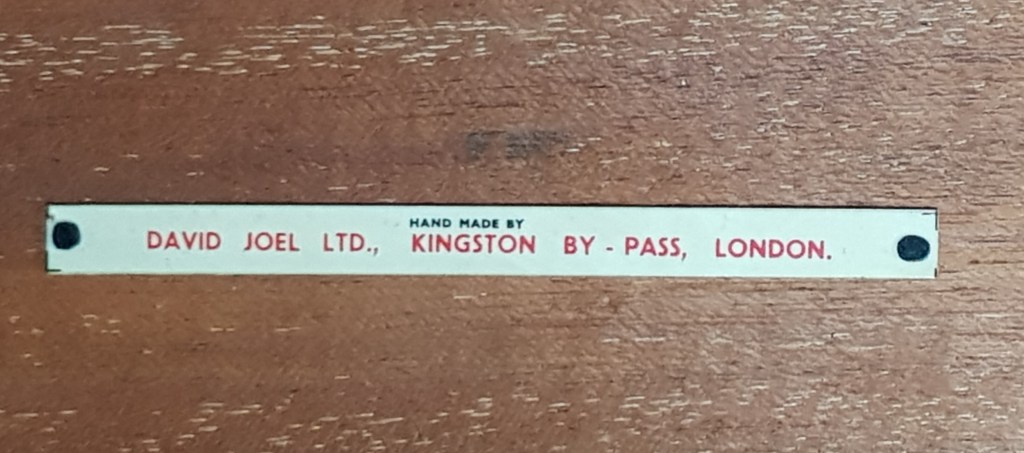 HAND MADE BY
DAVID JOEL LTD., KINGSTON BY - PASS, LONDON.